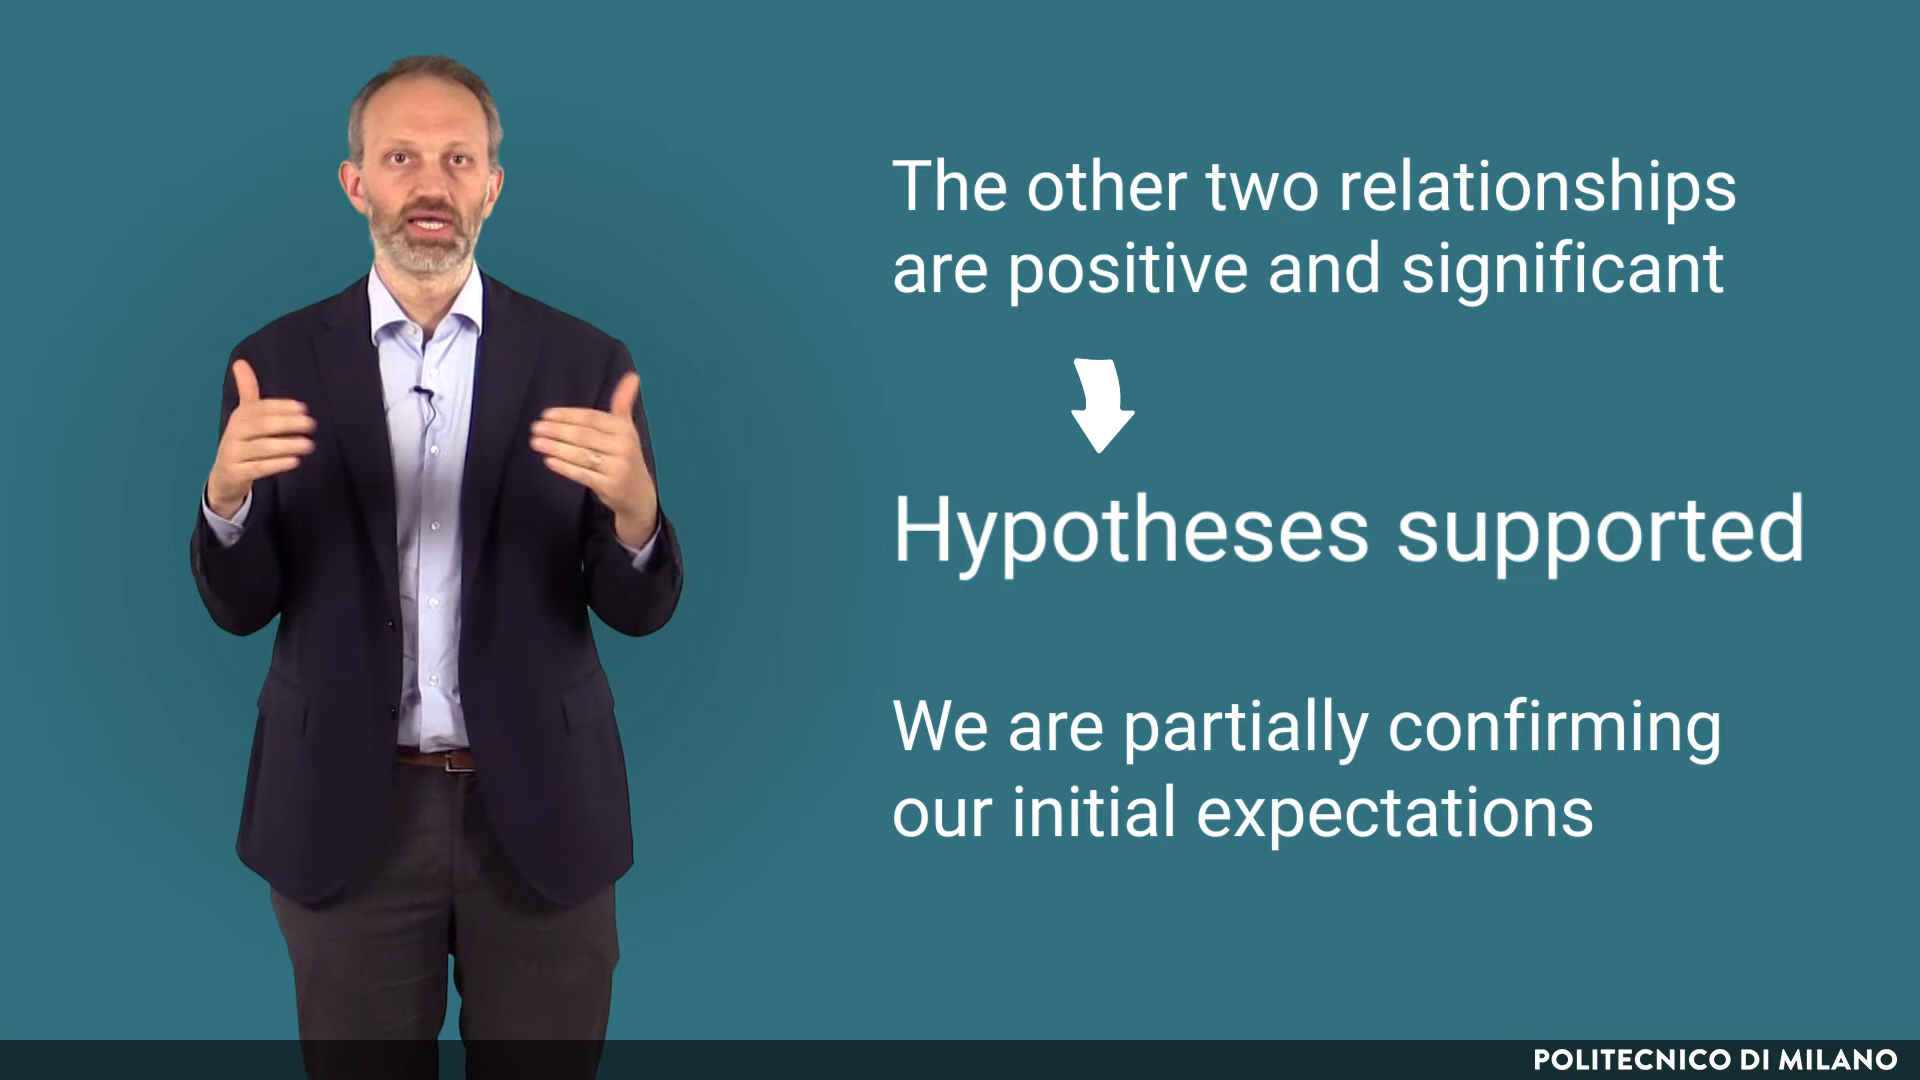 The other two relationships
are positive and significant
Hypotheses supported
We are partially confirming
our initial expectations
POLITECNICO DI MILANO